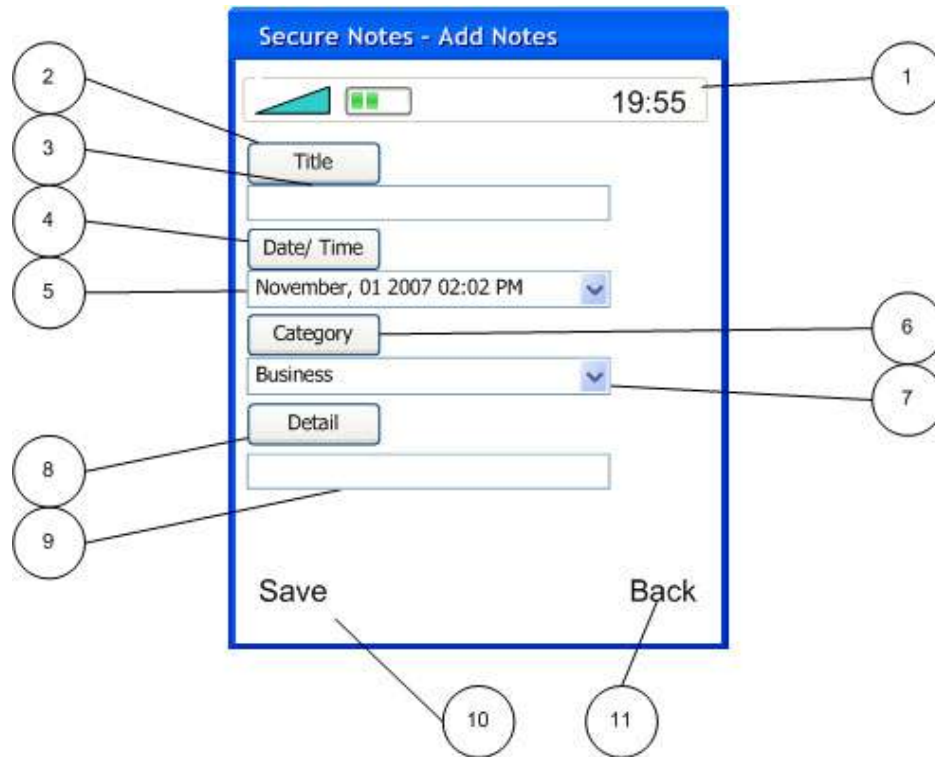 Secure Notes - Add Notes
2
1
19:55
3
Title
4
Date/ Time
5
November, 01 2007 02:02 PM
6
Category
Business
7
Detail
8
9
Save
Back
10
11